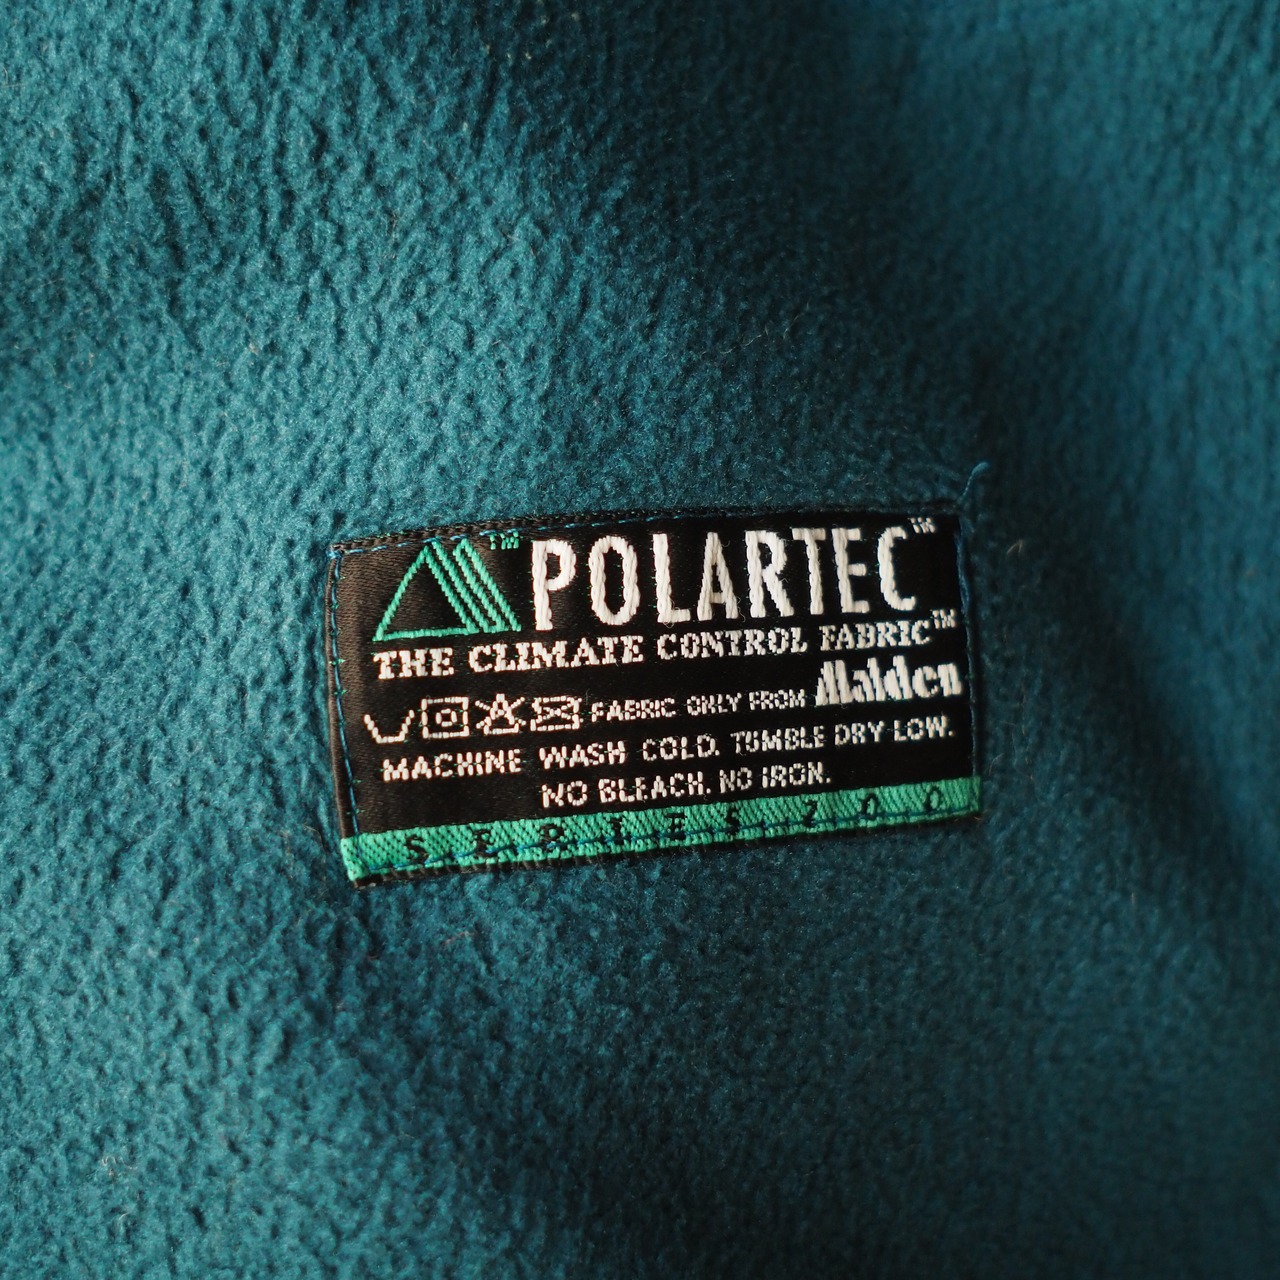 ™ POLARTEC™
THE CLIMATE CONTROL FABRIC™
FABRIC ONLY FROM Malden
MACHINE WASH COLD. TUMBLE DRY LOW.
NO BLEACH. NO IRON.
SERIES 200